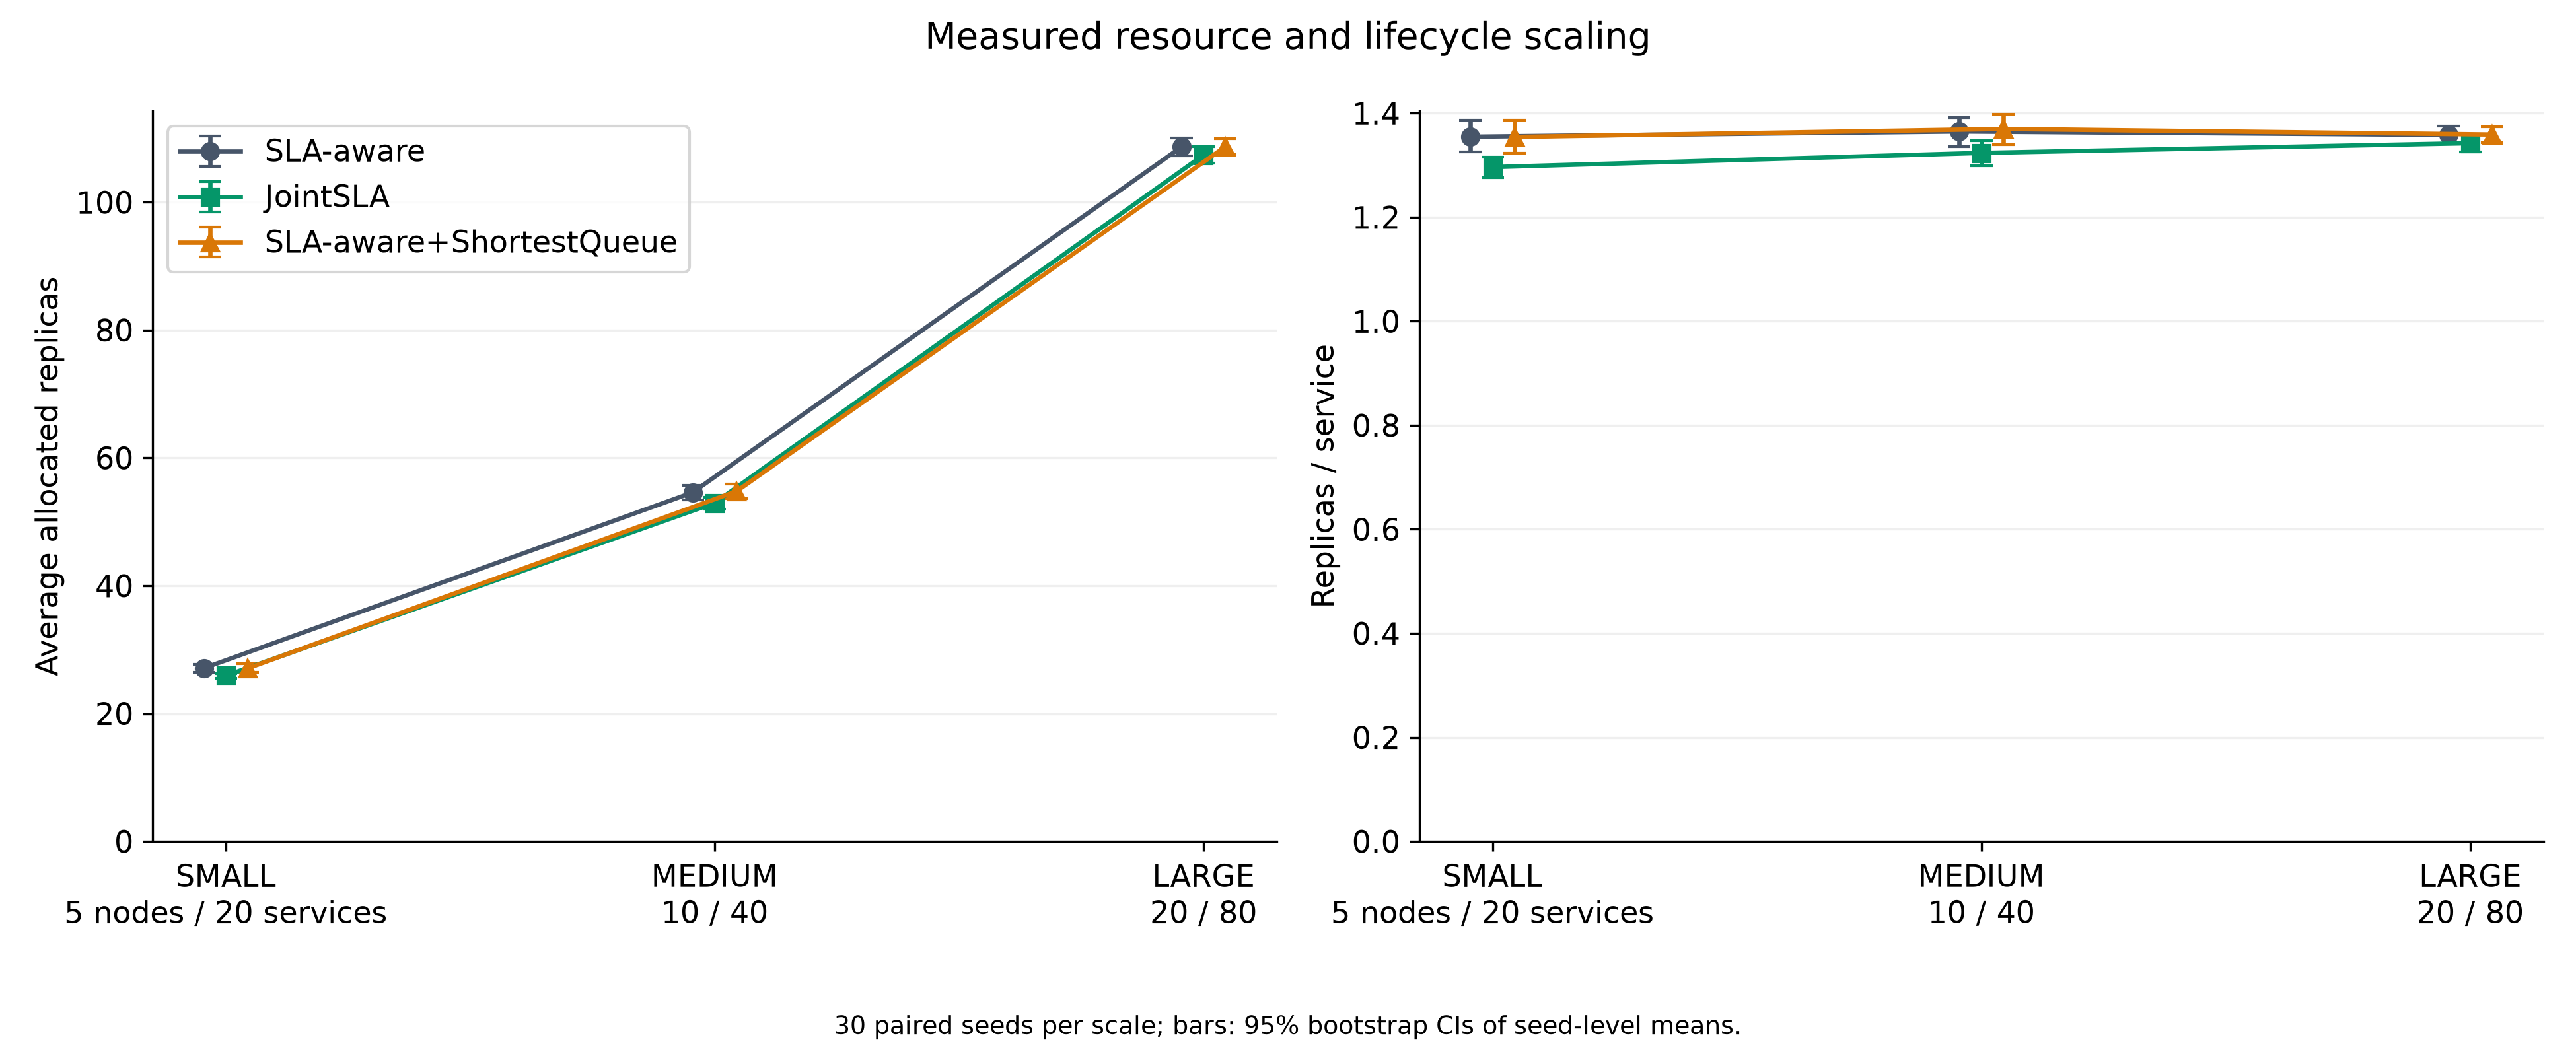 Measured resource and lifecycle scaling
SLA-aware
JointSLA
SLA-aware+ShortestQueue
Average allocated replicas
100
80
60
40
20
0
SMALL
5 nodes / 20 services
MEDIUM
10 / 40
LARGE
20 / 80
Replicas / service
1.4
1.2
1.0
0.8
0.6
0.4
0.2
0.0
SMALL
5 nodes / 20 services
MEDIUM
10 / 40
LARGE
20 / 80
30 paired seeds per scale; bars: 95% bootstrap CIs of seed-level means.